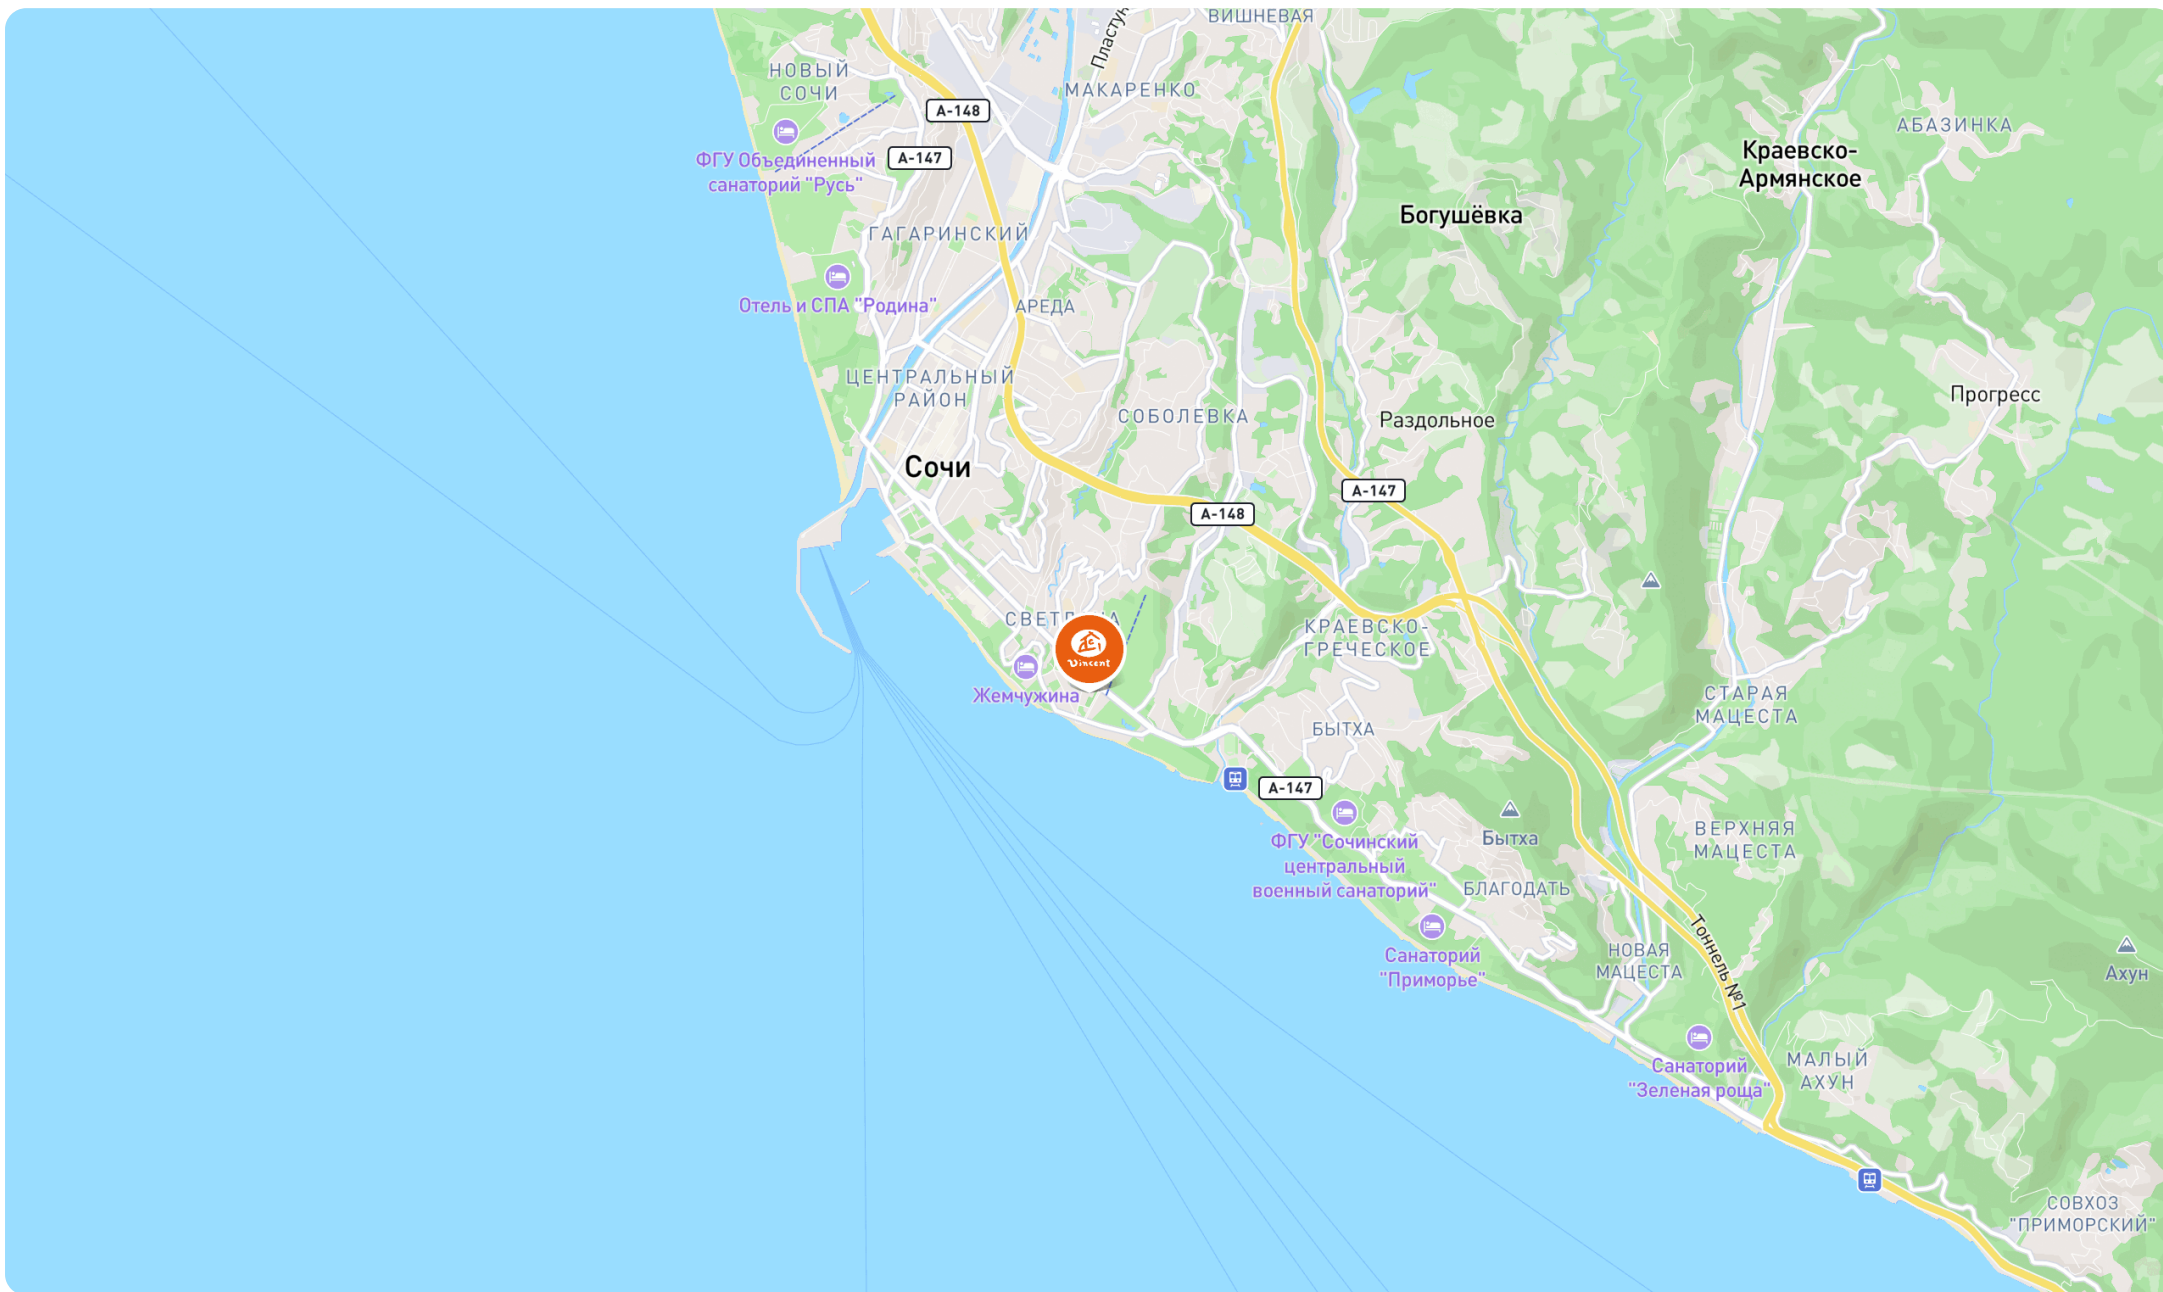 ВИШНЕВАЯ
Пластун
НОВЫЙ
СОЧИ
МАКАРЕНКО
А-148
АБАЗИНКА
ФГУ Объединенный
санаторий "Русь"
А-147
Краевско-
Армянское
Богушёвка
ГАГАРИНСКИЙ
Отель и СПА "Родина"
АРЕДА
ЦЕНТРАЛЬНЫЙ
РАЙОН
СОБОЛЕВКА
Раздольное
Прогресс
Сочи
А-147
А-148
СВЕТЛАНА
Vincent
КРАЕВСКО-
ГРЕЧЕСКОЕ
Жемчужина
СТАРАЯ
МАЦЕСТА
БЫТХА
А-147
ФГУ "Сочинский
центральный
военный санаторий"
Бытха
ВЕРХНЯЯ
МАЦЕСТА
БЛАГОДАТЬ
Санаторий
"Приморье"
НОВАЯ
МАЦЕСТА
Тоннель №1
Ахун
Санаторий
"Зеленая роща"
МАЛЫЙ
АХУН
СОВХОЗ
"ПРИМОРСКИЙ"